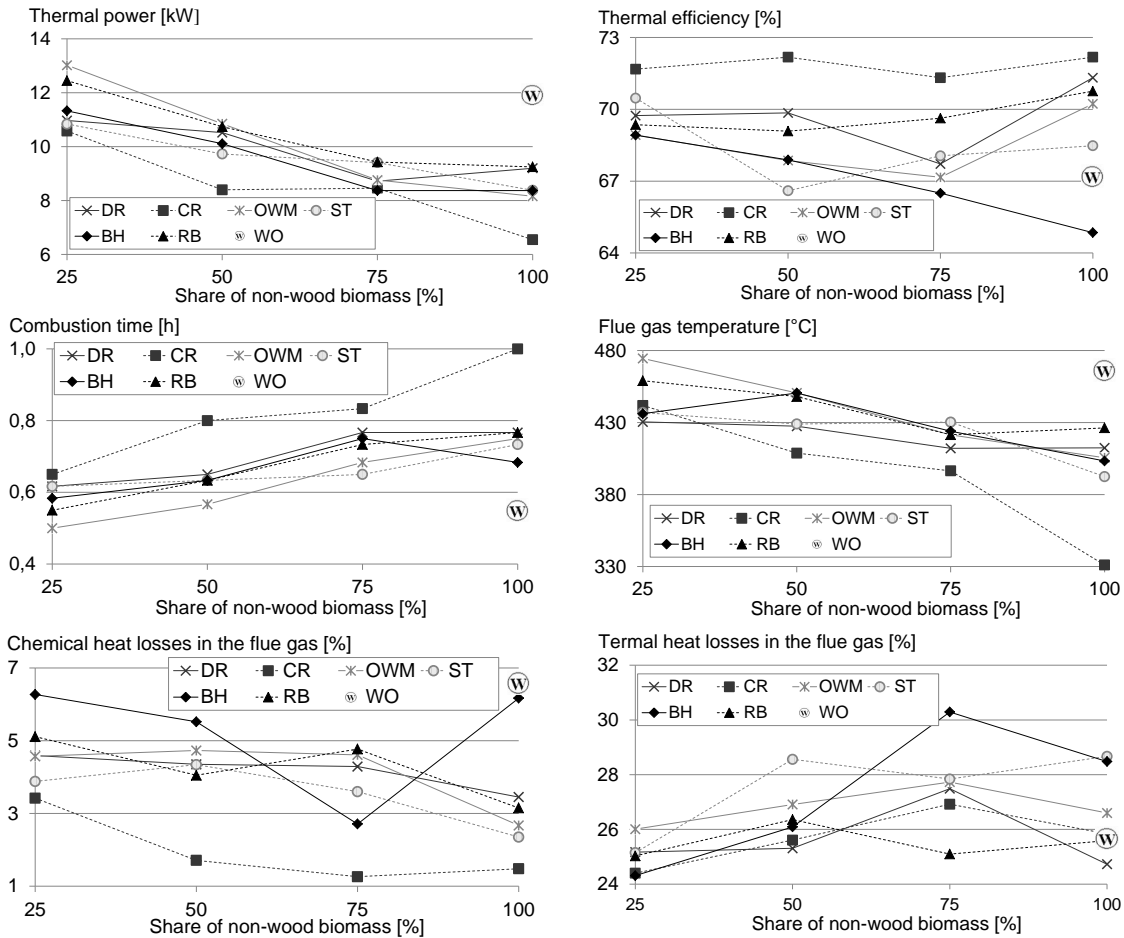 Thermal power [kW]
14
12
10
8
6
DR CR OWM ST
BH RB WO
W
25 50 75 100
Share of non-wood biomass [%]
Thermal efficiency [%]
73
70
67
64
DR CR OWM ST
BH RB WO
W
25 50 75 100
Share of non-wood biomass [%]
Combustion time [h]
1,0
0,8
0,6
0,4
DR CR OWM ST
BH RB WO
W
25 50 75 100
Share of non-wood biomass [%]
Flue gas temperature [°C]
480
430
380
330
DR CR OWM ST
BH RB WO
W
25 50 75 100
Share of non-wood biomass [%]
Chemical heat losses in the flue gas [%]
7
5
3
1
DR CR OWM ST
BH RB WO
W
25 50 75 100
Share of non-wood biomass [%]
Termal heat losses in the flue gas [%]
32
30
28
26
24
DR CR OWM ST
BH RB WO
W
25 50 75 100
Share of non-wood biomass [%]